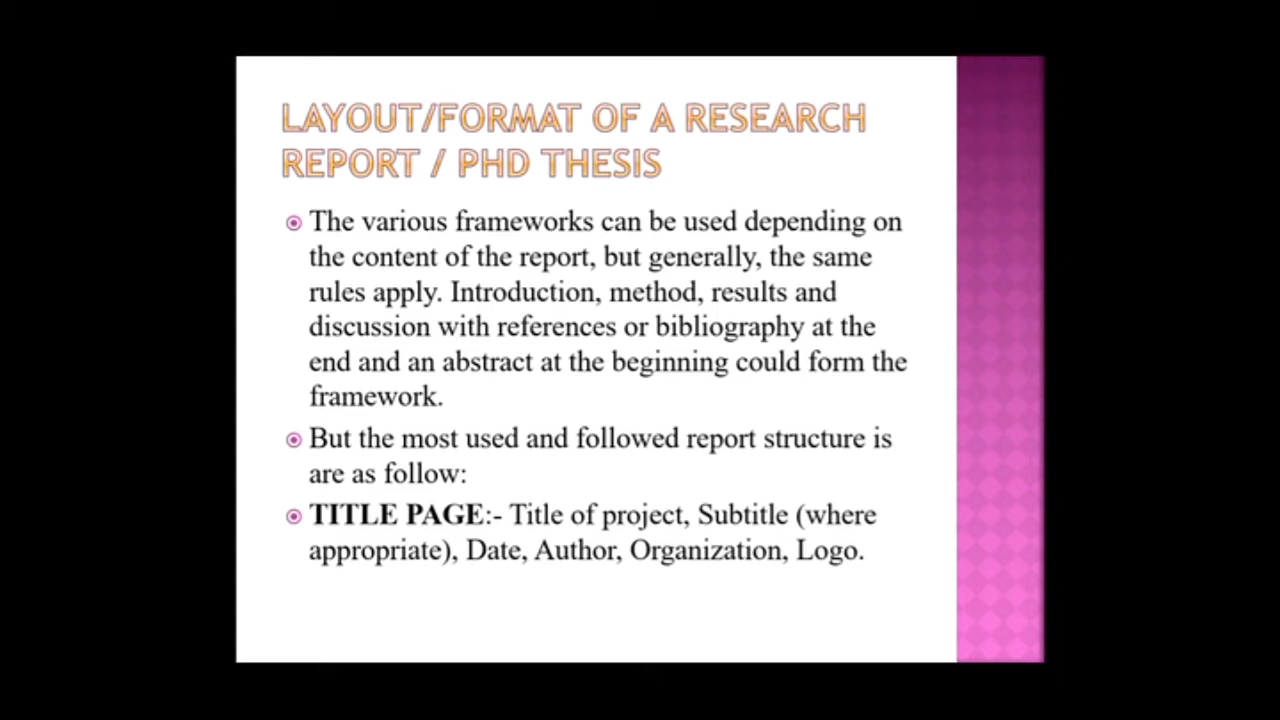 LAYOUT/FORMAT OF A RESEARCH
REPORT / PHD THESIS
The various frameworks can be used depending on
the content of the report, but generally, the same
rules apply. Introduction, method, results and
discussion with references or bibliography at the
end and an abstract at the beginning could form the
framework.
But the most used and followed report structure is
are as follow:
TITLE PAGE:- Title of project, Subtitle (where
appropriate), Date, Author, Organization, Logo.